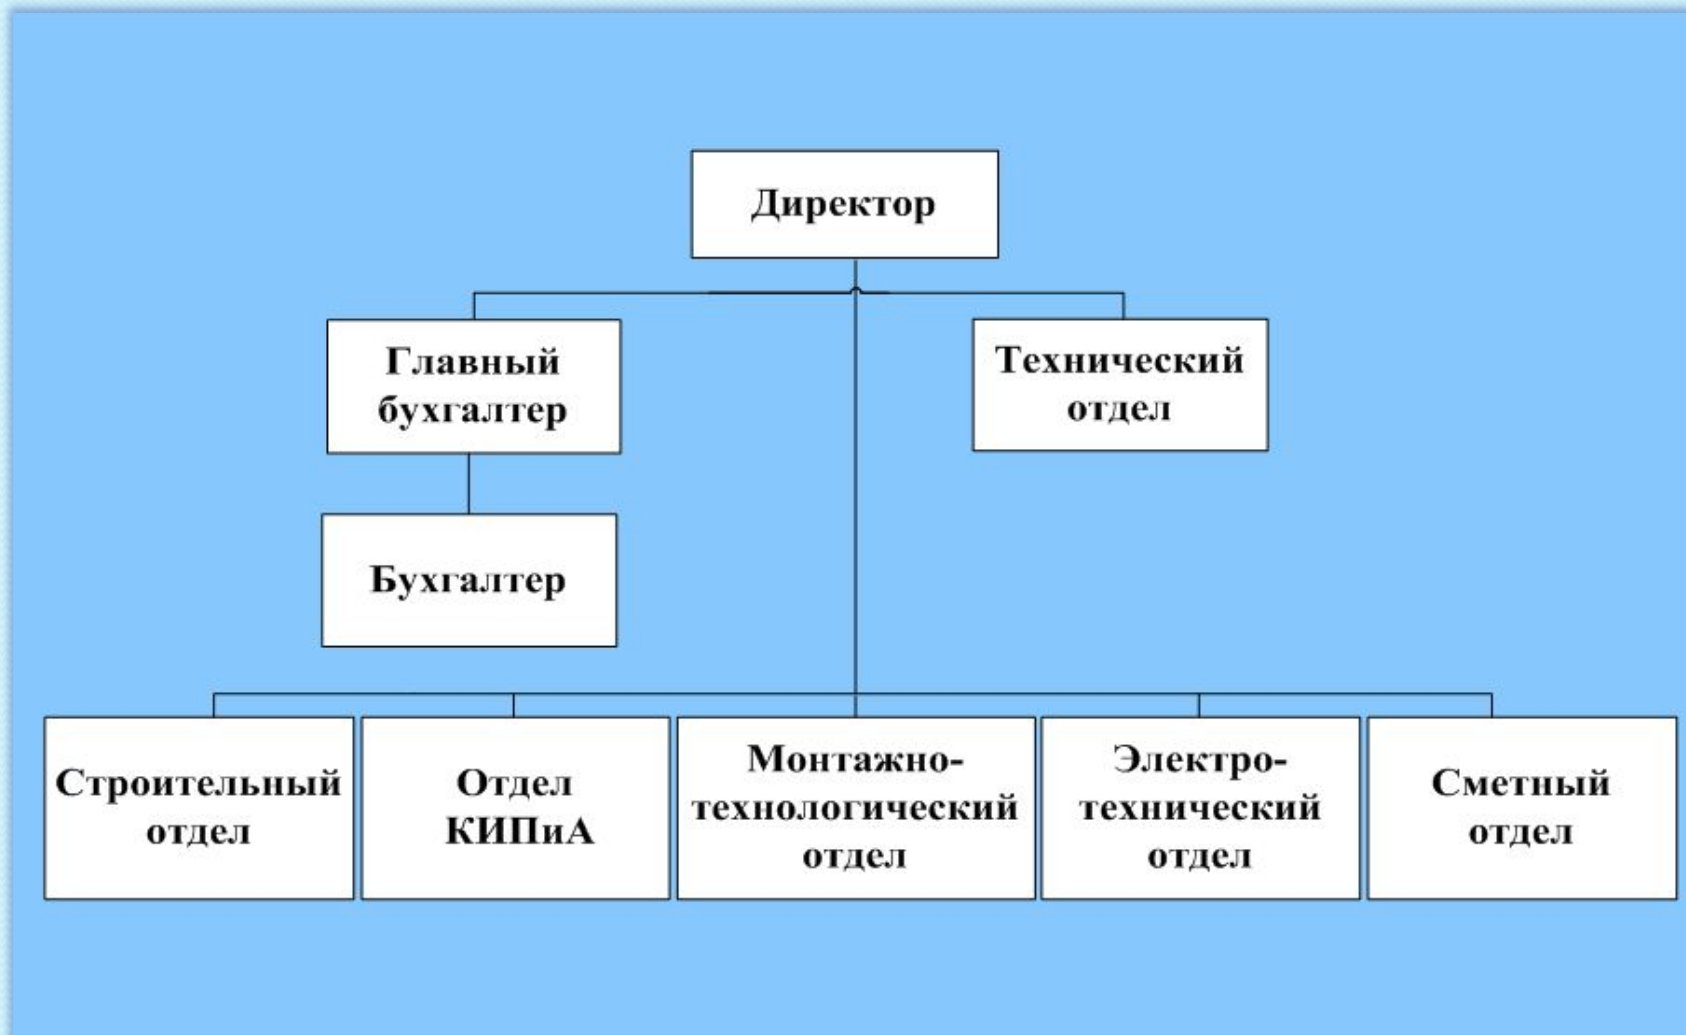 Директор
Главный
бухгалтер
Технический
отдел
Бухгалтер
Строительный
отдел
Отдел
КИПиА
Монтажно-
технологический
отдел
Электро-
технический
отдел
Сметный
отдел